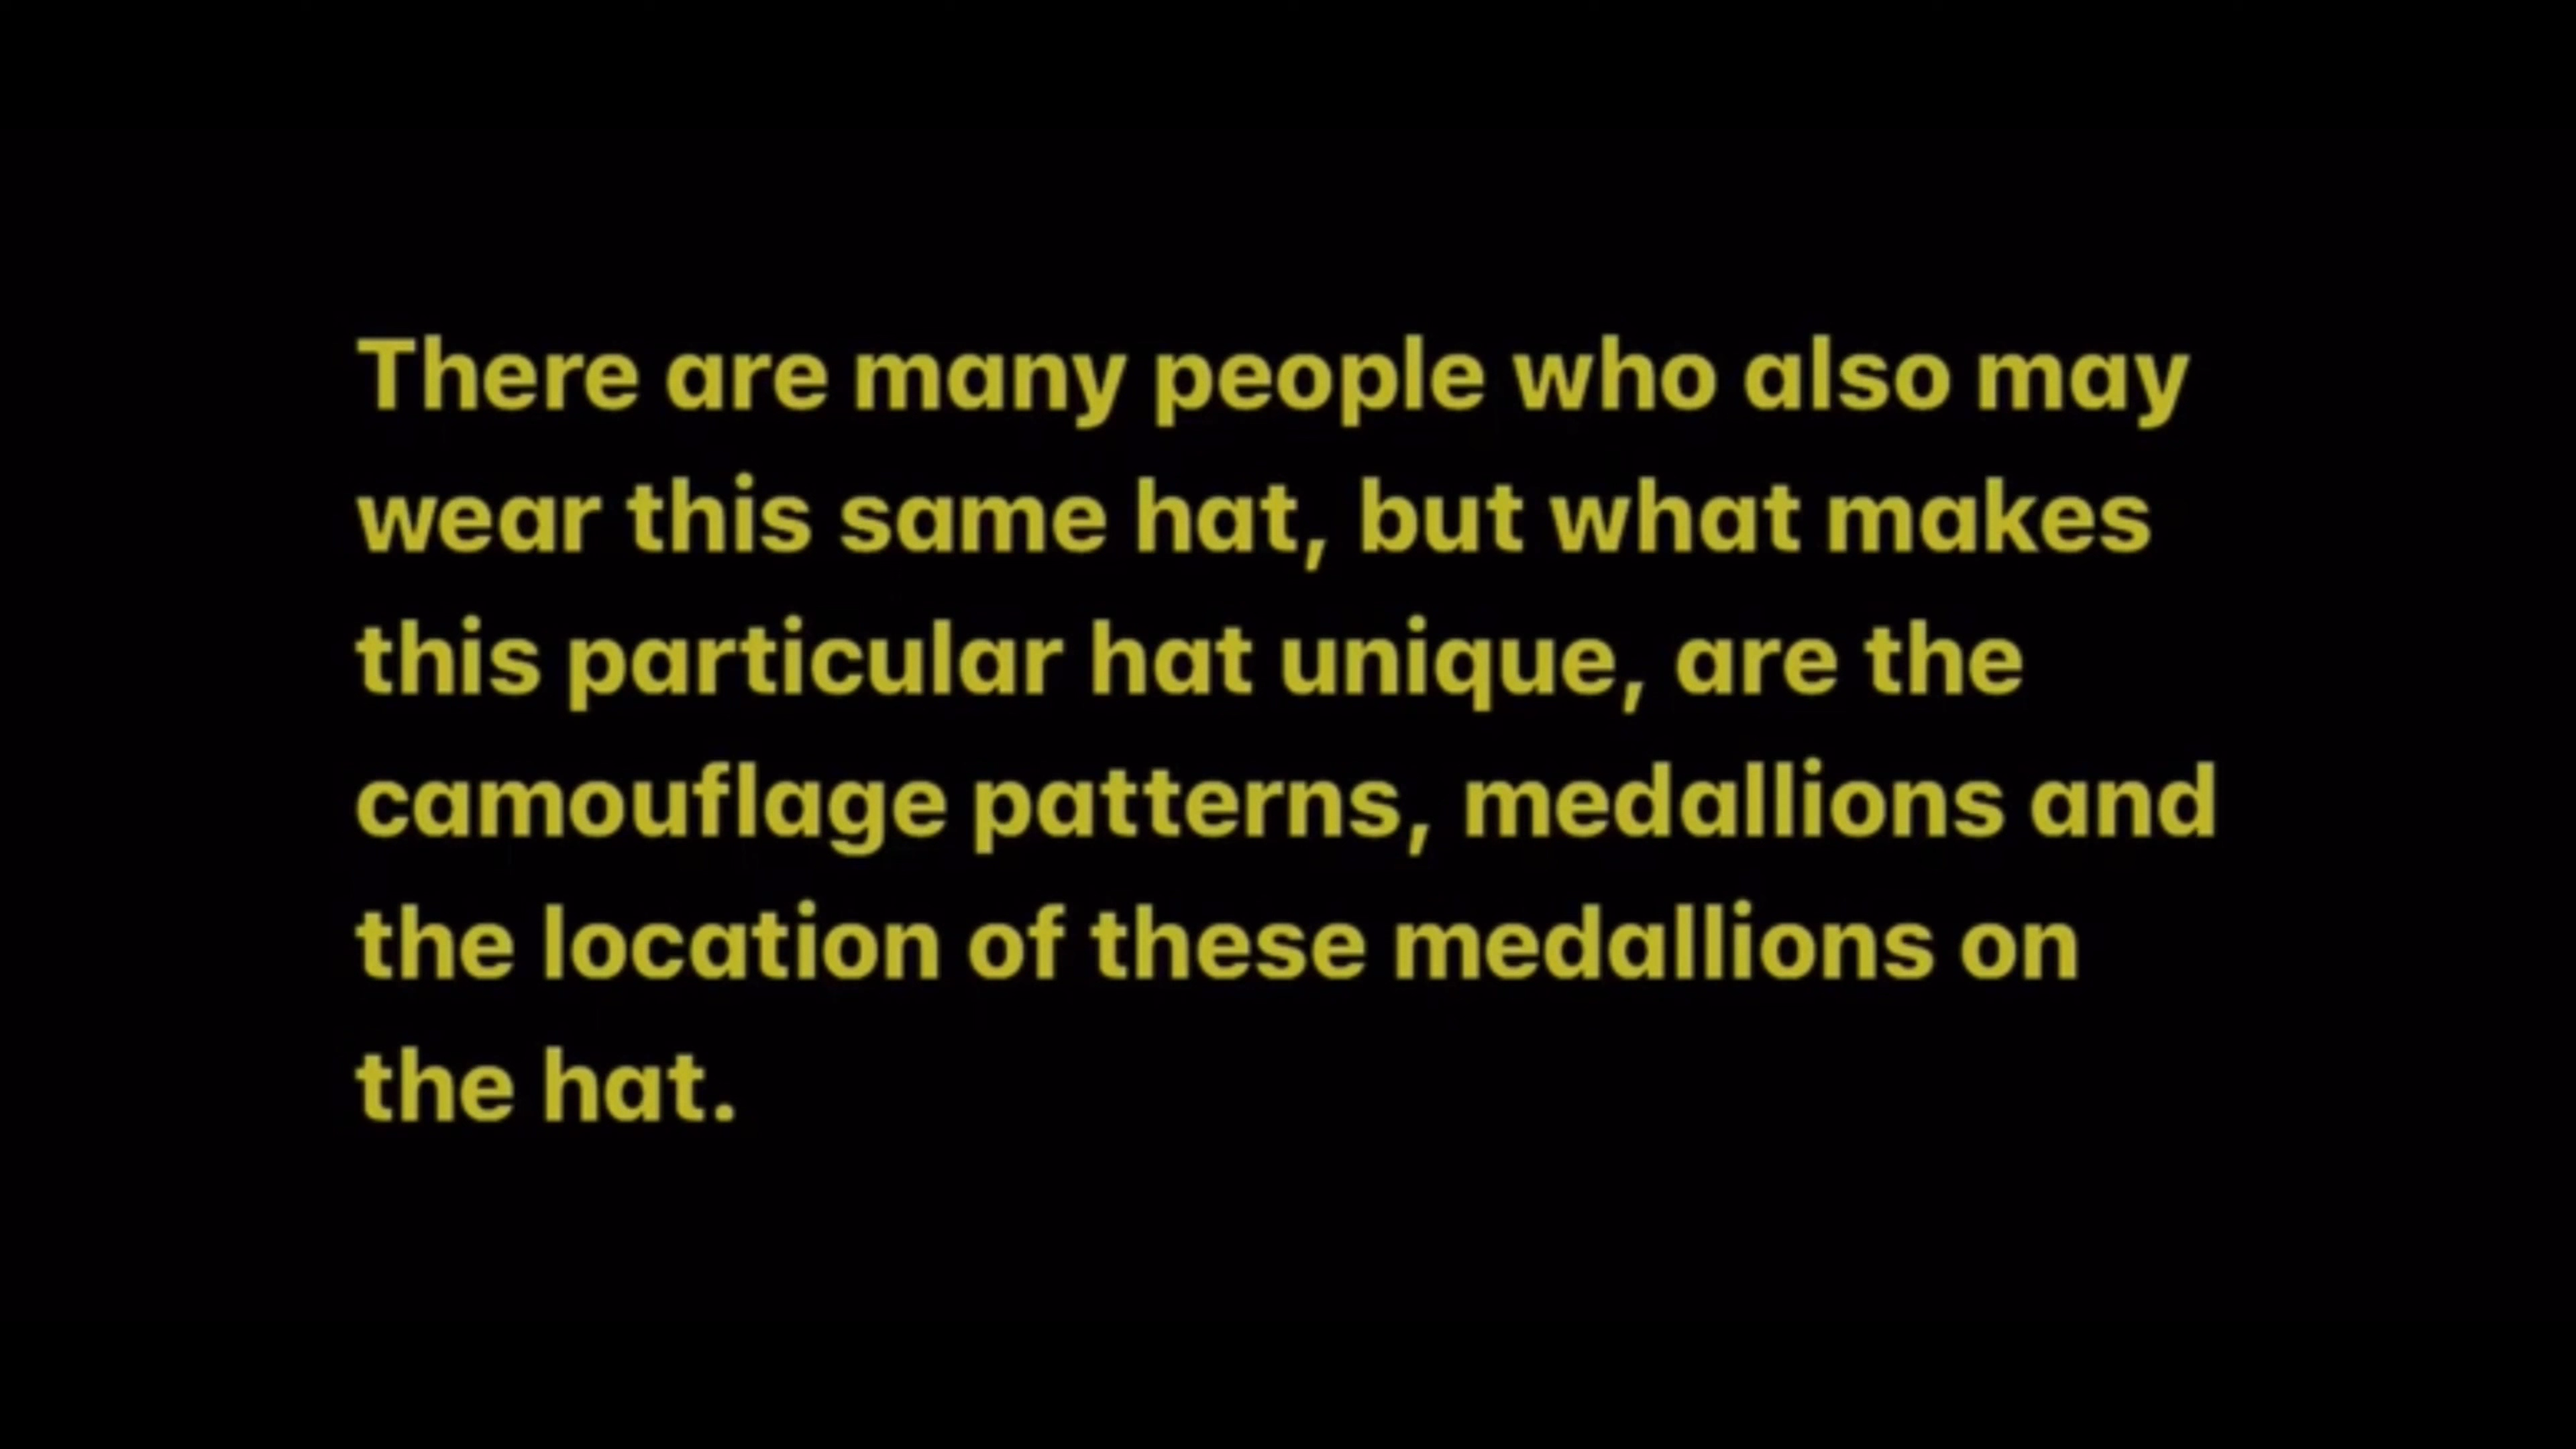 There are many people who also may
wear this same hat, but what makes
this particular hat unique, are the
camouflage patterns, medallions and
the location of these medallions on
the hat.